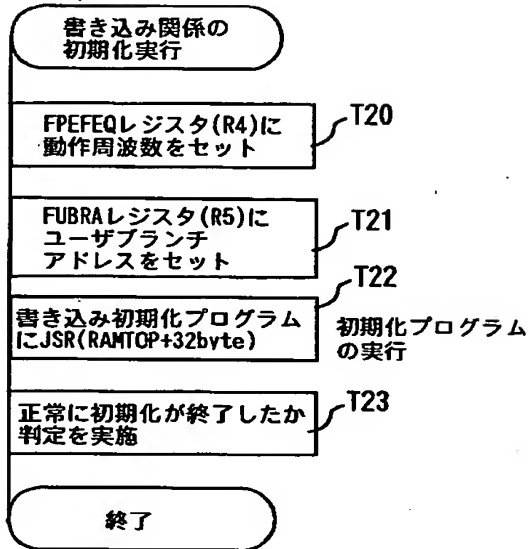 書き込み関係の
初期化実行
FPEFEQレジスタ(R4)に
動作周波数をセット
T20
FUBRAレジスタ(R5)に
ユーザブランチ
アドレスをセット
T21
T22
書き込み初期化プログラム
にJSR(RAMTOP+32byte)
初期化プログラム
の実行
正常に初期化が終了したか
判定を実施
T23
終了